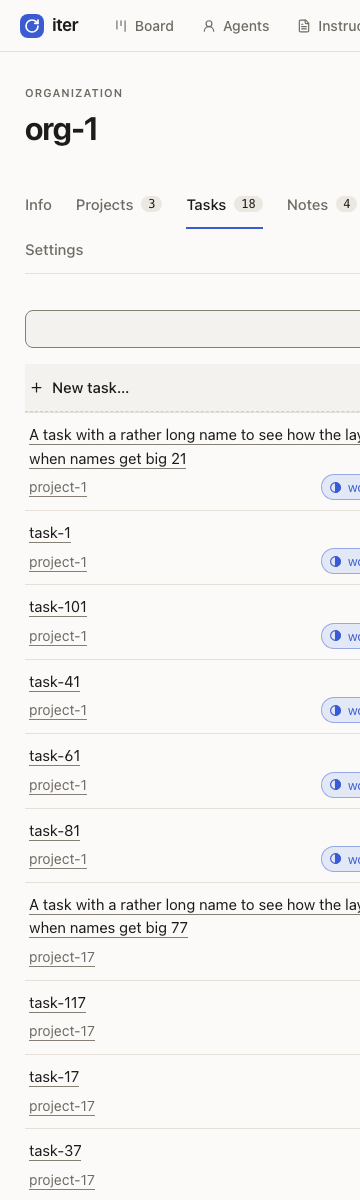 iter
Board
Agents
ORGANIZATION
org-1
Info
Projects 3
Tasks 18
Notes 4
Settings
+ New task...
A task with a rather long name to see how the
when names get big 21
project-1
task-1
project-1
task-101
project-1
task-41
project-1
task-61
project-1
task-81
project-1
A task with a rather long name to see how the
when names get big 77
project-17
task-117
project-17
task-17
project-17
task-37
project-17